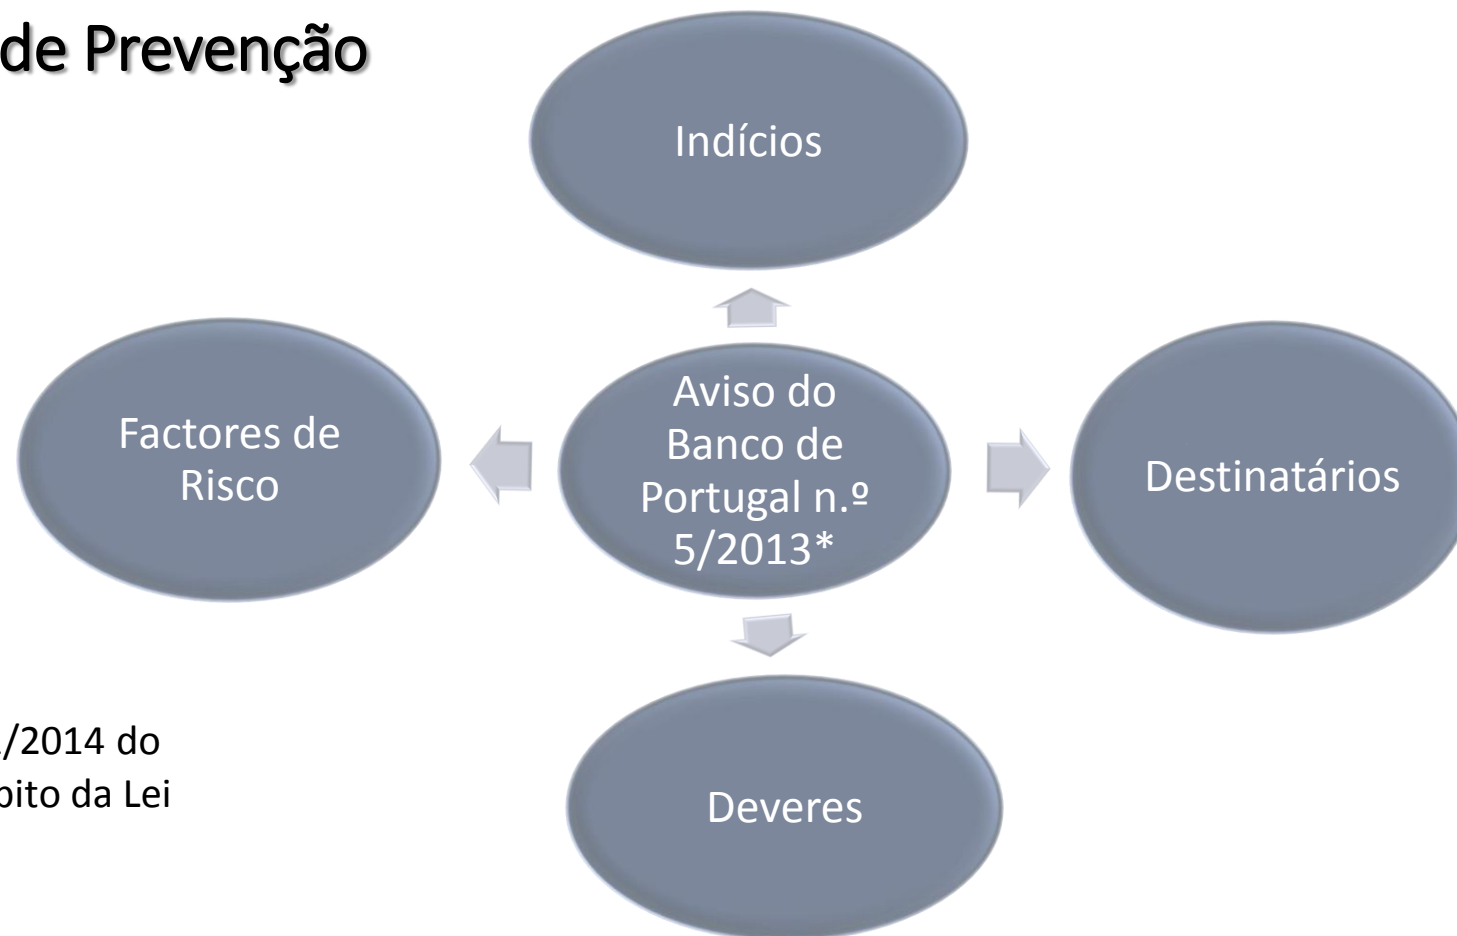 de Prevenção
Indícios
Factores de
Risco
Aviso do
Banco de
Portugal n.º
5/2013*
Destinatários
Deveres
/2014 do
da Lei